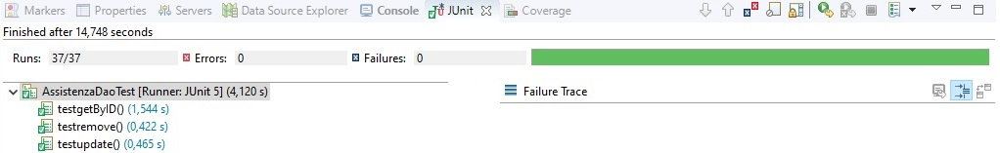 Markers Properties Servers Data Source Explorer Console JUnit Coverage
Finished after 14,748 seconds
Runs: 37/37 Errors: 0 Failures: 0
AssistenzaDaoTest [Runner: JUnit 5] (4,120 s)
Failure Trace
testgetByID() (1,544 s)
testremove() (0,422 s)
testupdate() (0,465 s)